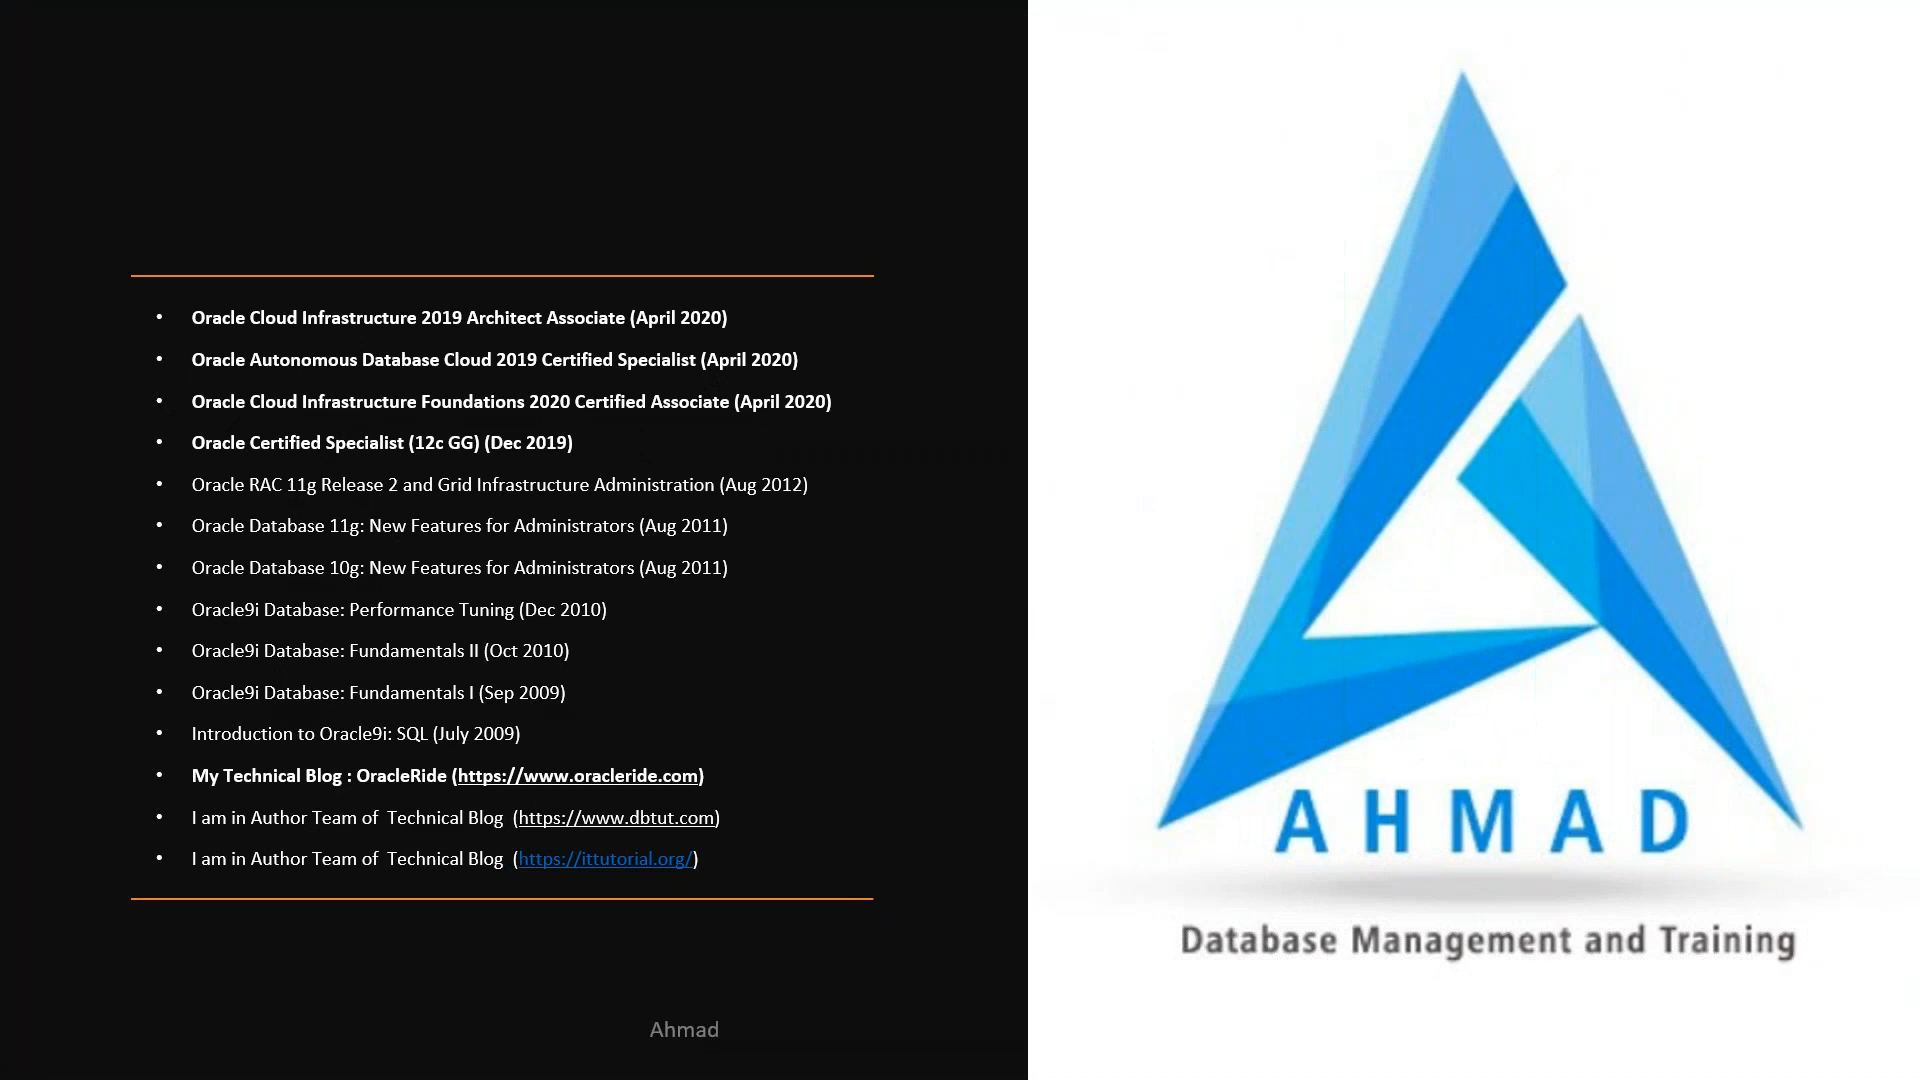 • Oracle Cloud Infrastructure 2019 Architect Associate (April 2020)
• Oracle Autonomous Database Cloud 2019 Certified Specialist (April 2020)
• Oracle Cloud Infrastructure Foundations 2020 Certified Associate (April 2020)
• Oracle Certified Specialist (12c GG) (Dec 2019)
• Oracle RAC 11g Release 2 and Grid Infrastructure Administration (Aug 2012)
• Oracle Database 11g: New Features for Administrators (Aug 2011)
• Oracle Database 10g: New Features for Administrators (Aug 2011)
• Oracle9i Database: Performance Tuning (Dec 2010)
• Oracle9i Database: Fundamentals II (Oct 2010)
• Oracle9i Database: Fundamentals I (Sep 2009)
• Introduction to Oracle9i: SQL (July 2009)
• My Technical Blog : OracleRide (https://www.oracleride.com)
• I am in Author Team of  Technical Blog  (https://www.dbtut.com)
• I am in Author Team of  Technical Blog  (https://ittutorial.org/)
Ahmad
AHMAD
Database Management and Training